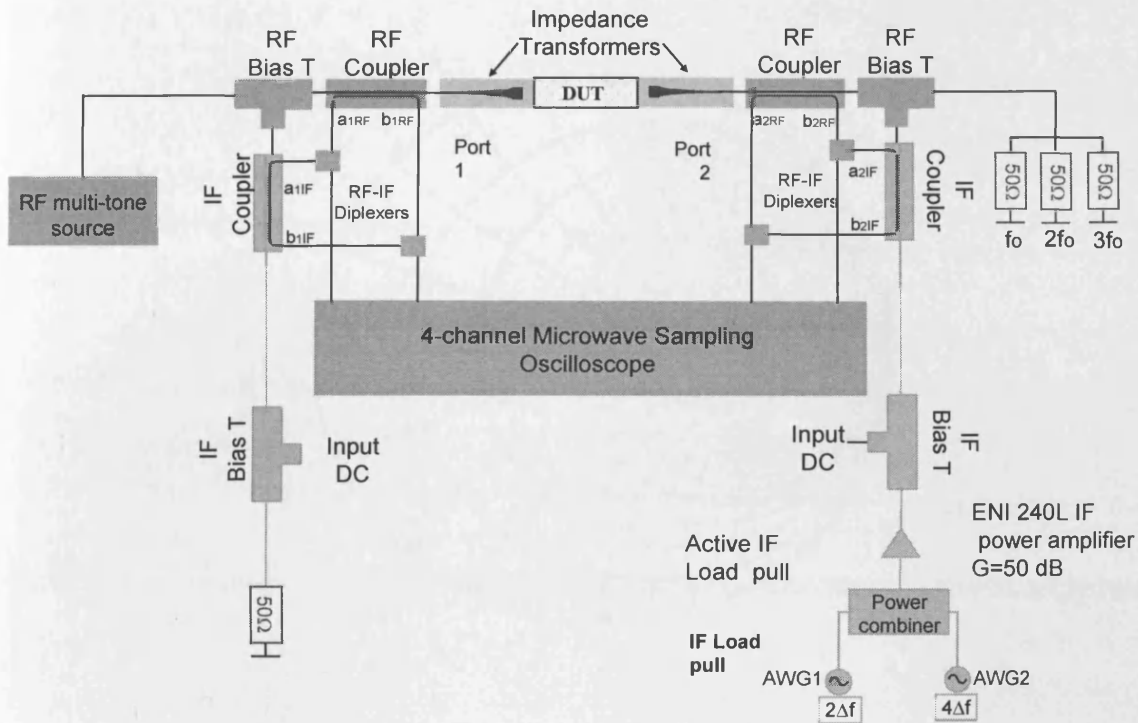 Impedance
Transformers
RF
Bias T
RF
Coupler
RF
Coupler
RF
Bias T
DUT
a1RF
b1RF
a2RF
b2RF
Port
1
Port
2
IF
Coupler
a1IF
b1IF
RF-IF
Diplexers
RF-IF
Diplexers
a2IF
b2IF
IF
Coupler
RF multi-tone
source
50Ω
50Ω
50Ω
fo
2fo
3fo
4-channel Microwave Sampling
Oscilloscope
IF
Bias T
Input
DC
Input
DC
IF
Bias T
ENI 240L IF
power amplifier
G=50 dB
Active IF
Load pull
50Ω
Power
combiner
IF Load
pull
AWG1
AWG2
2Δf
4Δf